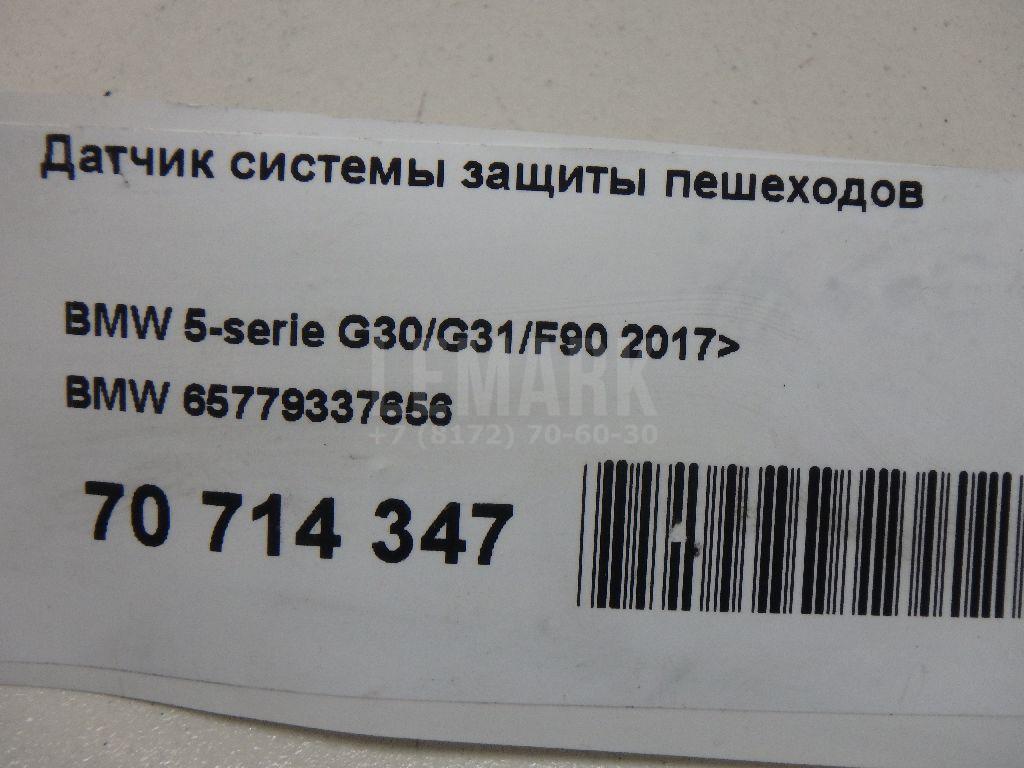 Датчик системы защиты пешеходов
BMW 5-serie G30/G31/F90 2017>
LEMARK
BMW 65779337656
+7 (8172) 70-60-30
70 714 347